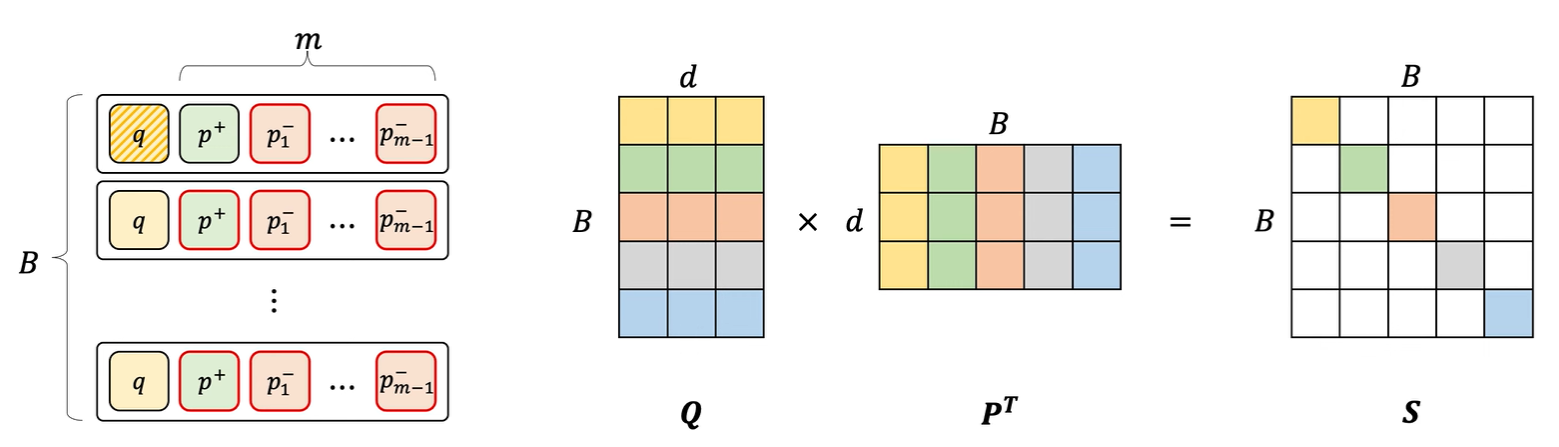 m
B
q p⁺ p₁⁻ ... p⁻ₘ₋₁
q p⁺ p₁⁻ ... p⁻ₘ₋₁
⋮
q p⁺ p₁⁻ ... p⁻ₘ₋₁
d
B
Q
×
B
d
Pᵀ
=
B
B
S